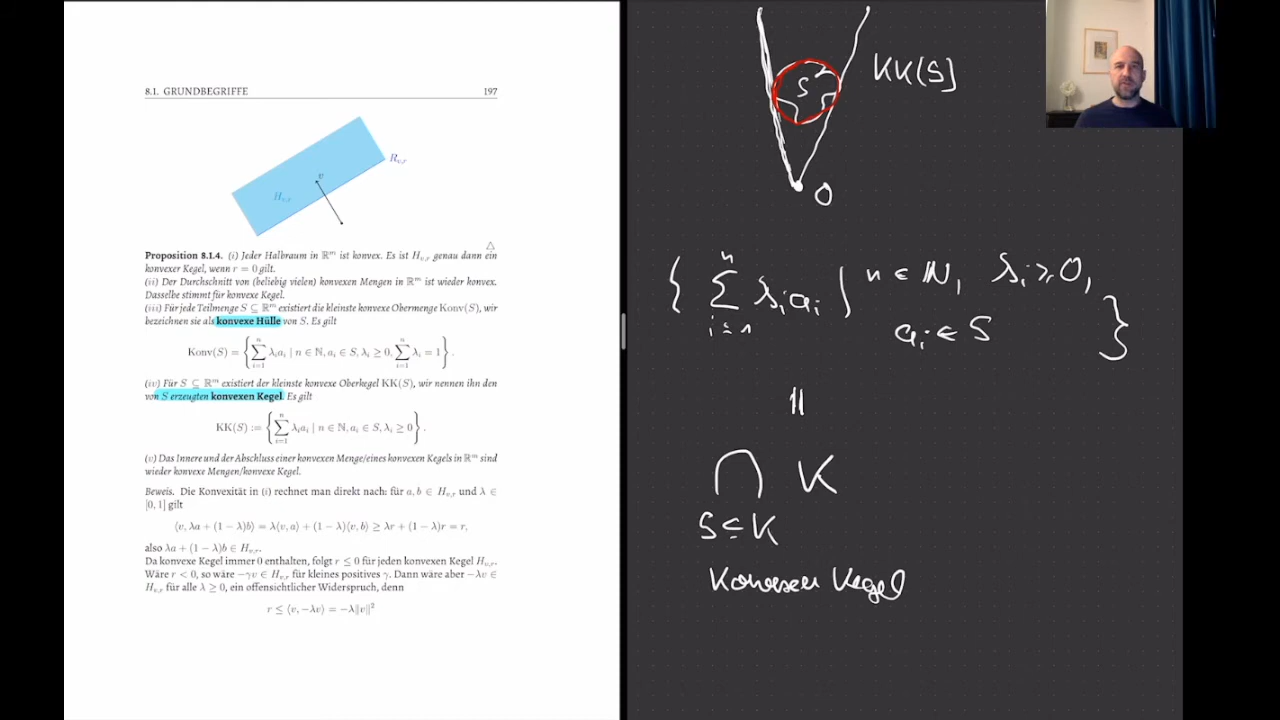 8.1. GRUNDBEGRIFFE 197
R_{v,r}
v
H_{v,r}
△
Proposition 8.1.4. (i) Jeder Halbraum in ℝ^m ist konvex. Es ist H_{v,r} genau dann ein
konvexer Kegel, wenn r = 0 gilt.
(ii) Der Durchschnitt von (beliebig vielen) konvexen Mengen in ℝ^m ist wieder konvex.
Dasselbe stimmt für konvexe Kegel.
(iii) Für jede Teilmenge S ⊆ ℝ^m existiert die kleinste konvexe Obermenge Konv(S), wir
bezeichnen sie als konvexe Hülle von S. Es gilt
Konv(S) = { ∑_{i=1}^n λ_i a_i | n ∈ ℕ, a_i ∈ S, λ_i ≥ 0, ∑_{i=1}^n λ_i = 1 } .
(iv) Für S ⊆ ℝ^m existiert der kleinste konvexe Oberkegel KK(S), wir nennen ihn den
von S erzeugten konvexen Kegel. Es gilt
KK(S) := { ∑_{i=1}^n λ_i a_i | n ∈ ℕ, a_i ∈ S, λ_i ≥ 0 } .
(v) Das Innere und der Abschluss einer konvexen Menge/eines konvexen Kegels in ℝ^m sind
wieder konvexe Mengen/konvexe Kegel.
Beweis. Die Konvexität in (i) rechnet man direkt nach: für a, b ∈ H_{v,r} und λ ∈
[0, 1] gilt
⟨v, λa + (1 − λ)b⟩ = λ⟨v, a⟩ + (1 − λ)⟨v, b⟩ ≥ λr + (1 − λ)r = r,
also λa + (1 − λ)b ∈ H_{v,r}.
Da konvexe Kegel immer 0 enthalten, folgt r ≤ 0 für jeden konvexen Kegel H_{v,r}.
Wäre r < 0, so wäre −γv ∈ H_{v,r} für kleines positives γ. Dann wäre aber −λv ∈
H_{v,r} für alle λ ≥ 0, ein offensichtlicher Widerspruch, denn
r ≤ ⟨v, −λv⟩ = −λ‖v‖²
S
KK(S)
0
{ ∑_{i=1}^n λ_i a_i | n ∈ ℕ, λ_i ≥ 0,
a_i ∈ S }
||
∩ K
S ⊆ K
konvexer Kegel